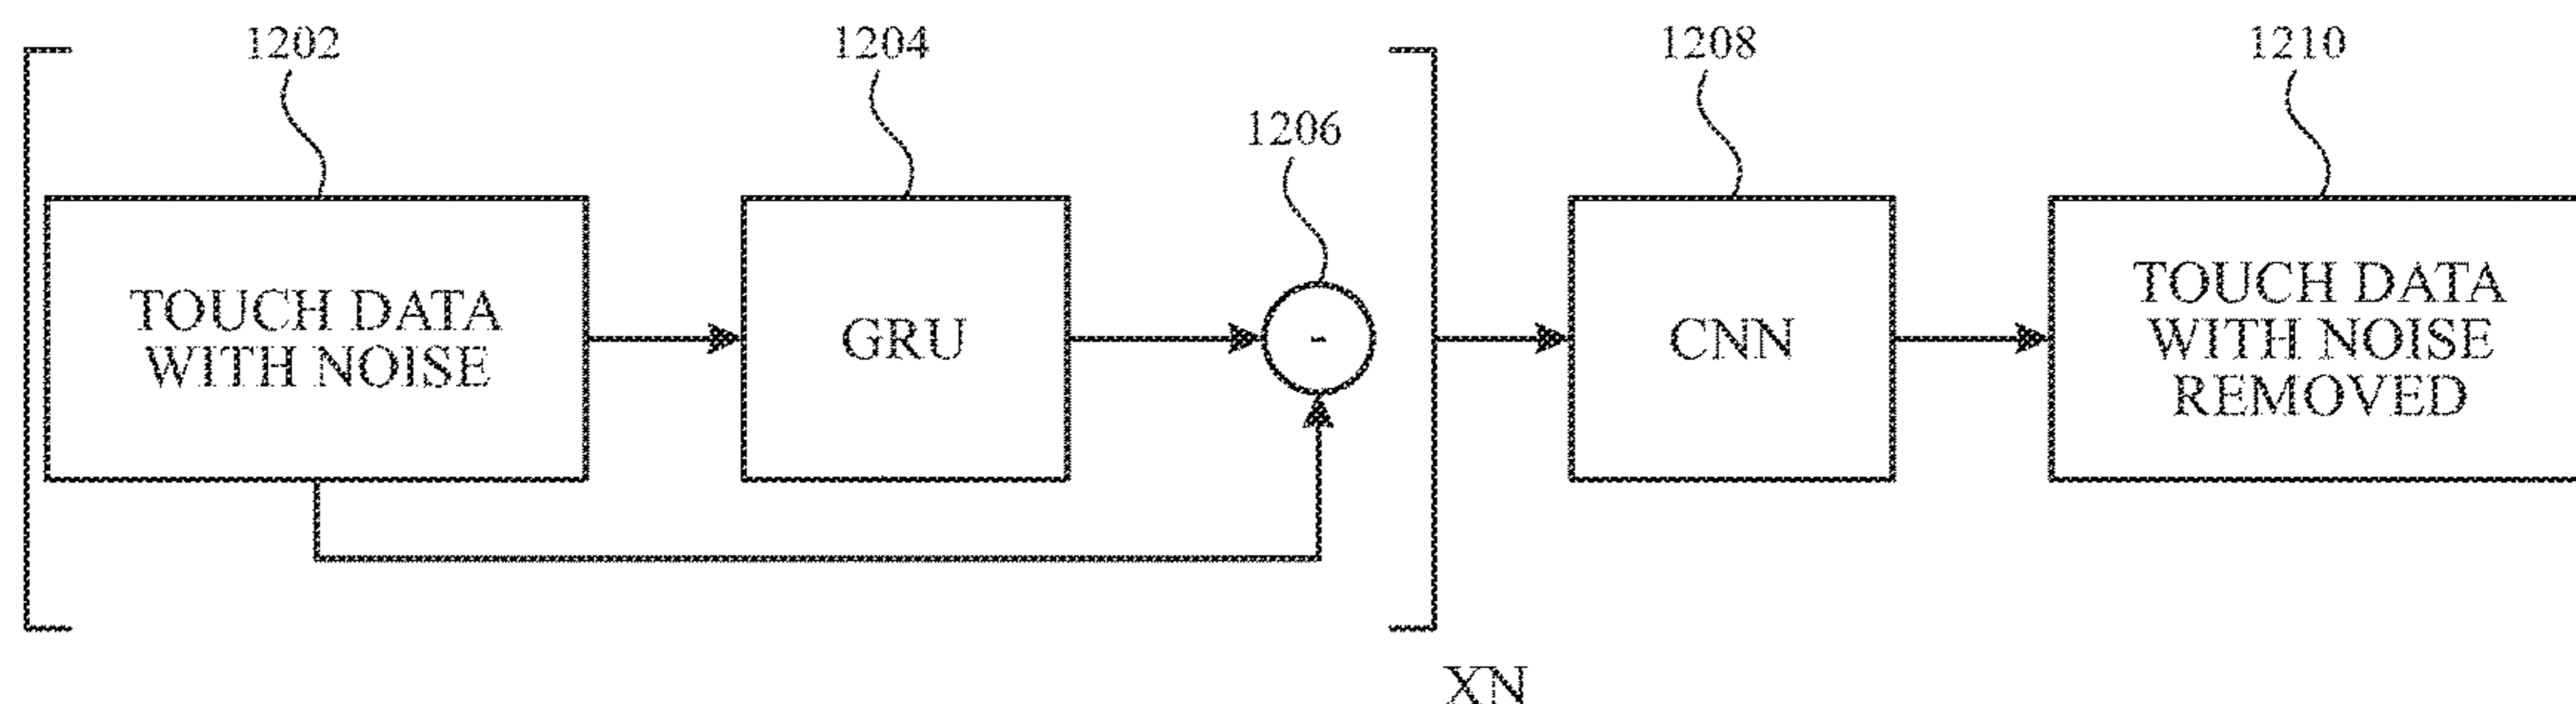 1202
1204
1206
1208
1210
TOUCH DATA
WITH NOISE
GRU
-
CNN
TOUCH DATA
WITH NOISE
REMOVED
XN